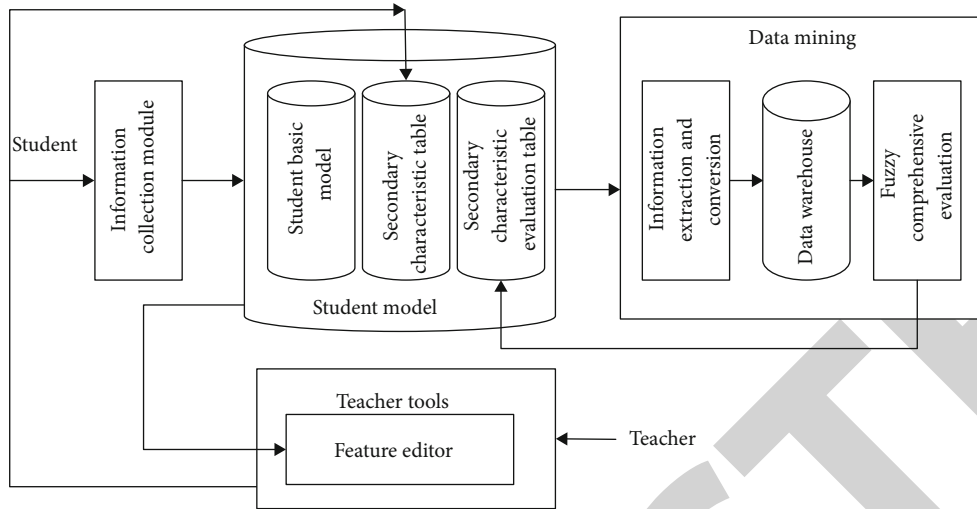 Student
Information
collection module
Student basic
model
Secondary
characteristic table
Secondary
characteristic
evaluation table
Student model
Data mining
Information
extraction and
conversion
Data warehouse
Fuzzy
comprehensive
evaluation
Teacher tools
Feature editor
Teacher